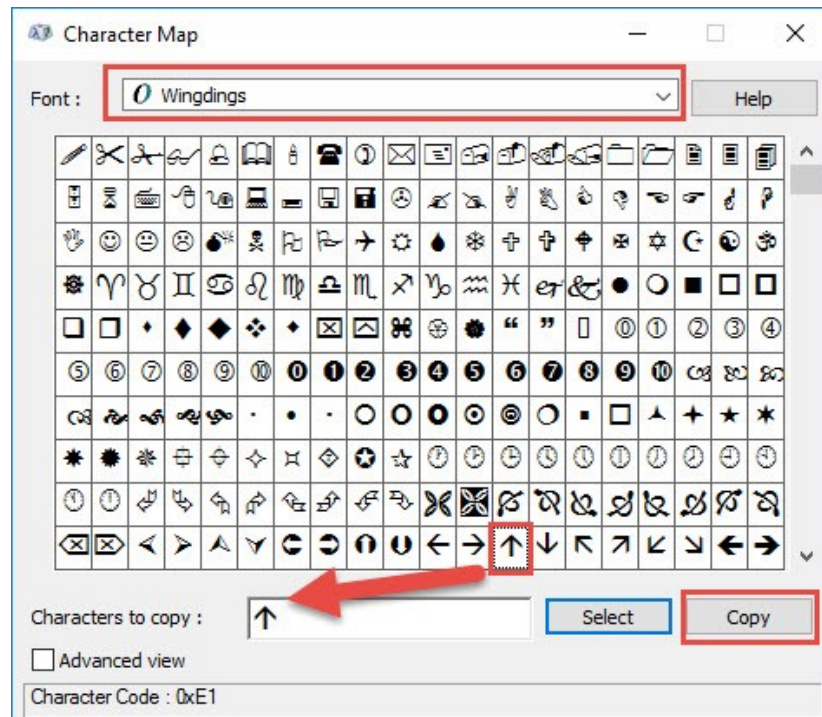 Character Map
Font : O Wingdings Help
Characters to copy : ↑ Select Copy
Advanced view
Character Code : 0xE1